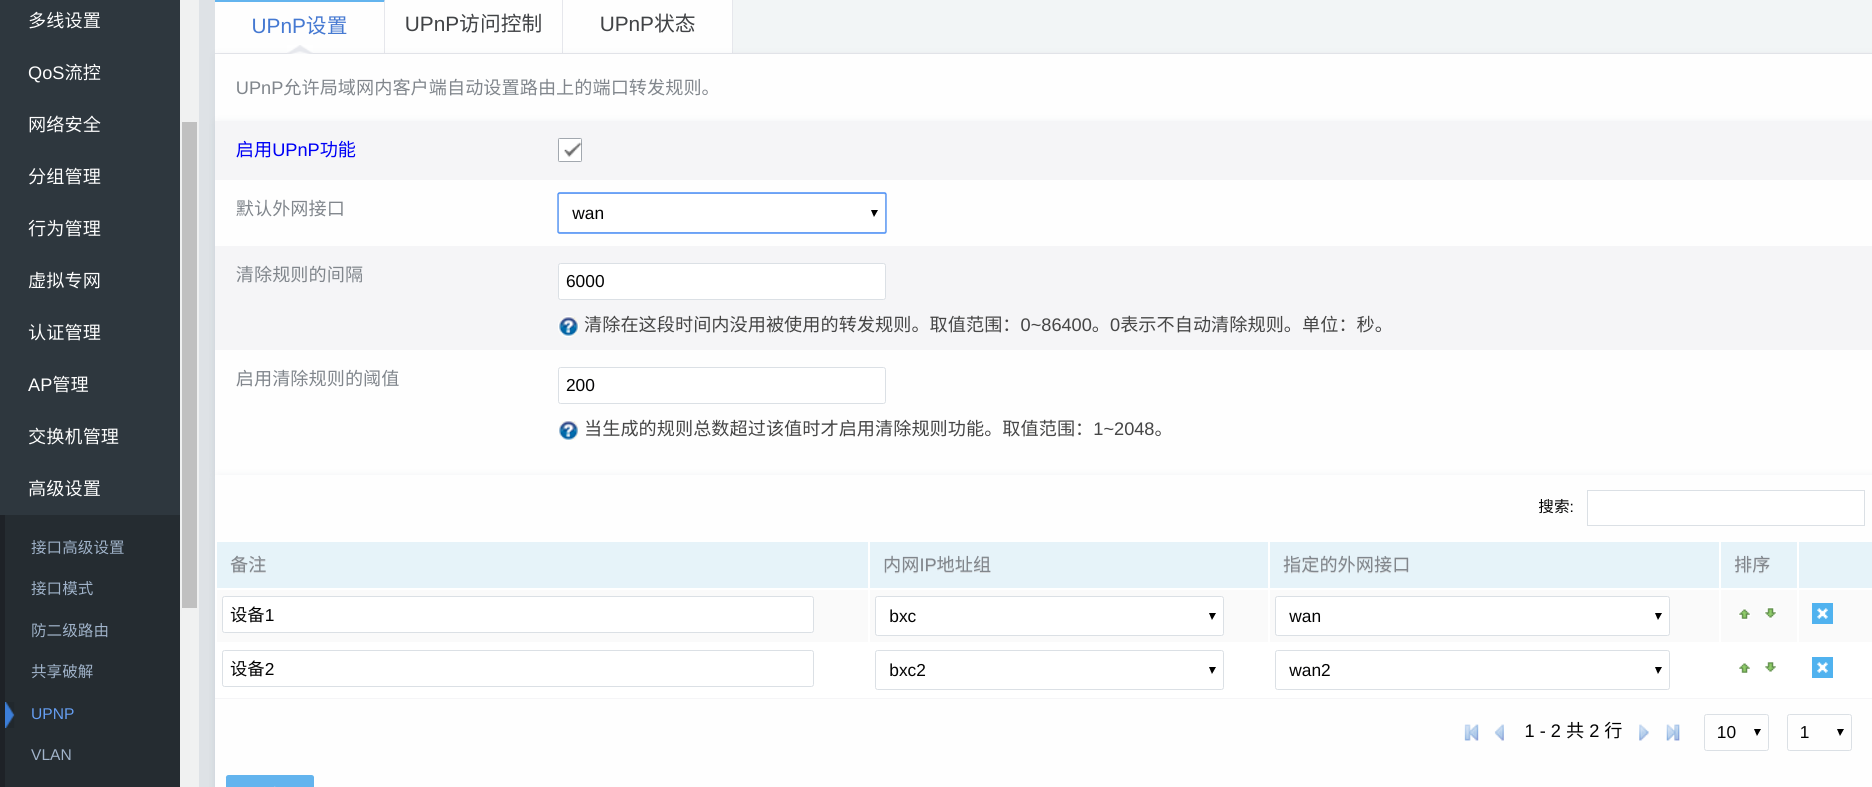 多线设置
QoS流控
网络安全
分组管理
行为管理
虚拟专网
认证管理
AP管理
交换机管理
高级设置
接口高级设置
接口模式
防二级路由
共享破解
UPNP
VLAN
UPnP设置 UPnP访问控制 UPnP状态
UPnP允许局域网内客户端自动设置路由上的端口转发规则。
启用UPnP功能
默认外网接口 wan
清除规则的间隔 6000
清除在这段时间内没用被使用的转发规则。取值范围：0~86400。0表示不自动清除规则。单位：秒。
启用清除规则的阈值 200
当生成的规则总数超过该值时才启用清除规则功能。取值范围：1~2048。
搜索:
备注 内网IP地址组 指定的外网接口 排序
设备1 bxc wan
设备2 bxc2 wan2
1 - 2 共 2 行 10 1